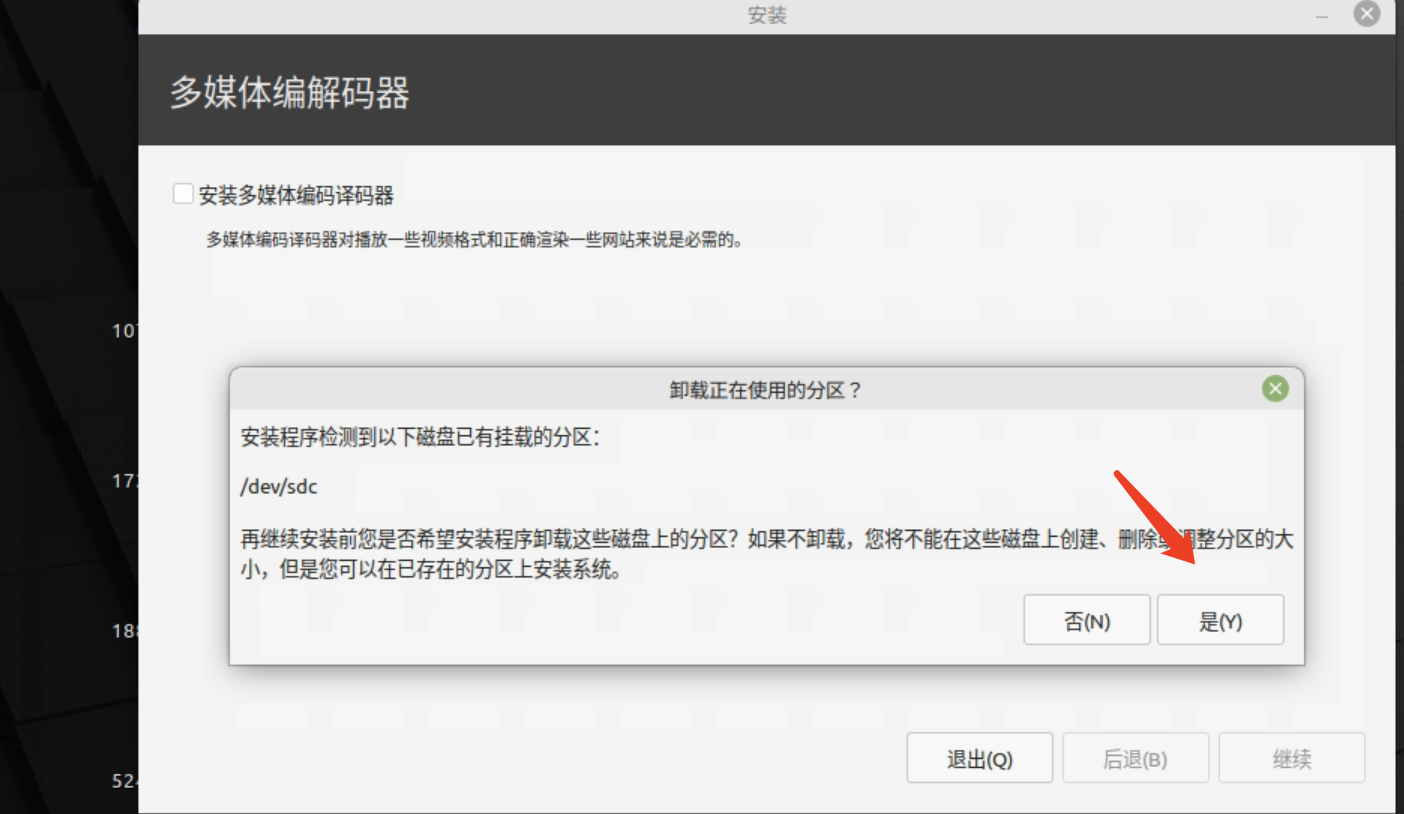 安装
多媒体编解码器
安装多媒体编码译码器
多媒体编码译码器对播放一些视频格式和正确渲染一些网站来说是必需的。
107
卸载正在使用的分区？
安装程序检测到以下磁盘已有挂载的分区：
/dev/sdc
173
再继续安装前您是否希望安装程序卸载这些磁盘上的分区？如果不卸载，您将不能在这些磁盘上创建、删除或调整分区的大
小，但是您可以在已存在的分区上安装系统。
否(N)
是(Y)
188
退出(Q)
后退(B)
继续
524